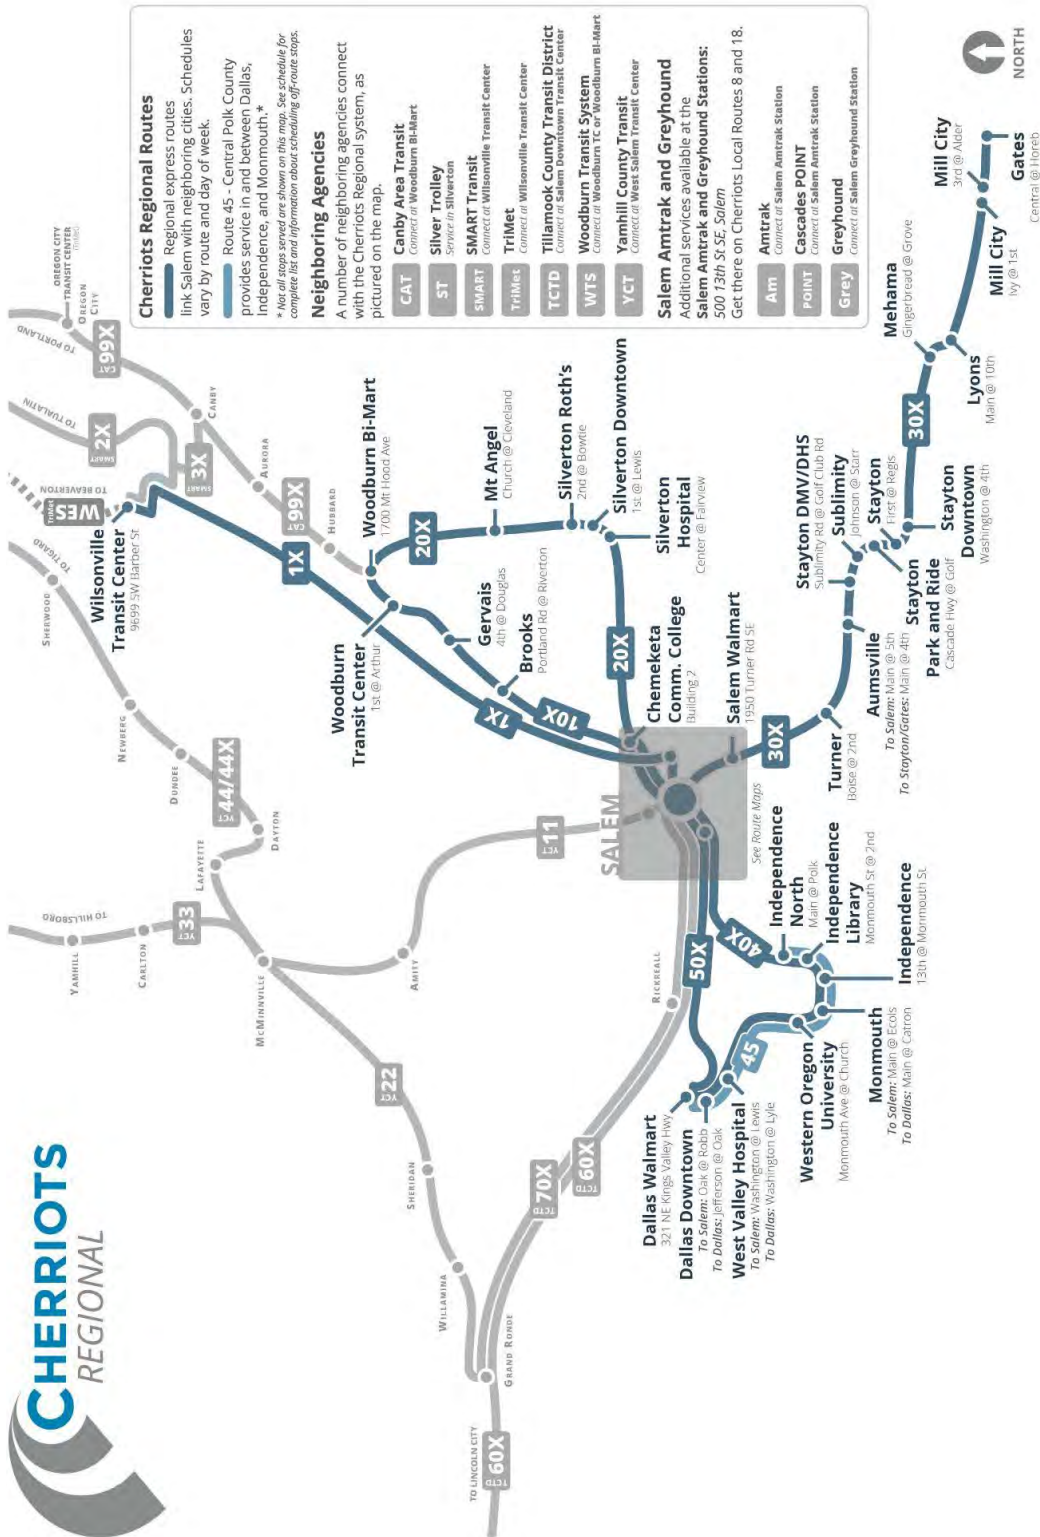 CHERRIOTS
REGIONAL
Cherriots Regional Routes
Regional express routes
link Salem with neighboring cities. Schedules
vary by route and day of week.
Route 45 - Central Polk County
provides service in and between Dallas,
Independence, and Monmouth.*
* Not all stops served are shown on this map. See schedule for
complete list and information about scheduling off-route stops.
Neighboring Agencies
A number of neighboring agencies connect
with the Cherriots Regional system, as
pictured on the map.
CAT
Canby Area Transit
Connect at Woodburn Bi-Mart
ST
Silver Trolley
Service in Silverton
SMART
SMART Transit
Connect at Wilsonville Transit Center
TriMet
TriMet
Connect at Wilsonville Transit Center
TCTD
Tillamook County Transit District
Connect at Salem Downtown Transit Center
WTS
Woodburn Transit System
Connect at Woodburn TC or Woodburn Bi-Mart
YCT
Yamhill County Transit
Connect at West Salem Transit Center
Salem Amtrak and Greyhound
Additional services available at the
Salem Amtrak and Greyhound Stations:
500 13th St SE, Salem
Get there on Cherriots Local Routes 8 and 18.
Am
Amtrak
Connect at Salem Amtrak Station
POINT
Cascades POINT
Connect at Salem Amtrak Station
Grey
Greyhound
Connect at Salem Greyhound Station
NORTH
TO HILLSBORO
YAMHILL
CARLTON
YCT 33
LAFAYETTE
McMINNVILLE
DAYTON
YCT 44/44X
DUNDEE
NEWBERG
SHERWOOD
TO TIGARD
TriMet WES
TO BEAVERTON
SMART 2X
TO TUALATIN
SMART 3X
TO PORTLAND
CAT 99X
OREGON CITY
TRANSIT CENTER
OREGON
CITY
CANBY
AURORA
CAT 99X
HUBBARD
Wilsonville
Transit Center
9699 SW Barber St
1X
Woodburn Bi-Mart
1700 Mt Hood Ave
Woodburn
Transit Center
1st @ Arthur
20X
Gervais
4th @ Douglas
Brooks
Portland Rd @ Riverton
Mt Angel
Church @ Cleveland
Silverton Roth's
2nd @ Bowtie
Silverton Downtown
1st @ Lewis
Silverton
Hospital
Center @ Fairview
1X
10X
20X
Chemeketa
Comm. College
Building 2
SALEM
See Route Maps
Salem Walmart
1950 Turner Rd SE
30X
Turner
Boise @ 2nd
Aumsville
To Salem: Main @ 5th
To Stayton/Gates: Main @ 4th
Stayton DMV/DHS
Sublimity Rd @ Golf Club Rd
Sublimity
Johnson @ Starr
Stayton
First @ Regis
Stayton
Park and Ride
Cascade Hwy @ Golf
Stayton
Downtown
Washington @ 4th
30X
Mehama
Gingerbread @ Grove
Lyons
Main @ 10th
Mill City
Ivy @ 1st
Mill City
3rd @ Alder
Gates
Central @ Horeb
YCT 11
AMITY
YCT 22
SHERIDAN
WILLAMINA
GRAND RONDE
TO LINCOLN CITY
TCTD 60X
TCTD 70X
TCTD 60X
RICKREALL
50X
40X
45
Dallas Walmart
321 NE Kings Valley Hwy
Dallas Downtown
To Salem: Oak @ Robb
To Dallas: Jefferson @ Oak
West Valley Hospital
To Salem: Washington @ Lewis
To Dallas: Washington @ Lyle
Western Oregon
University
Monmouth Ave @ Church
Monmouth
To Salem: Main @ Ecols
To Dallas: Main @ Catron
Independence
13th @ Monmouth St
Independence
Library
Monmouth St @ 2nd
Independence
North
Main @ Polk